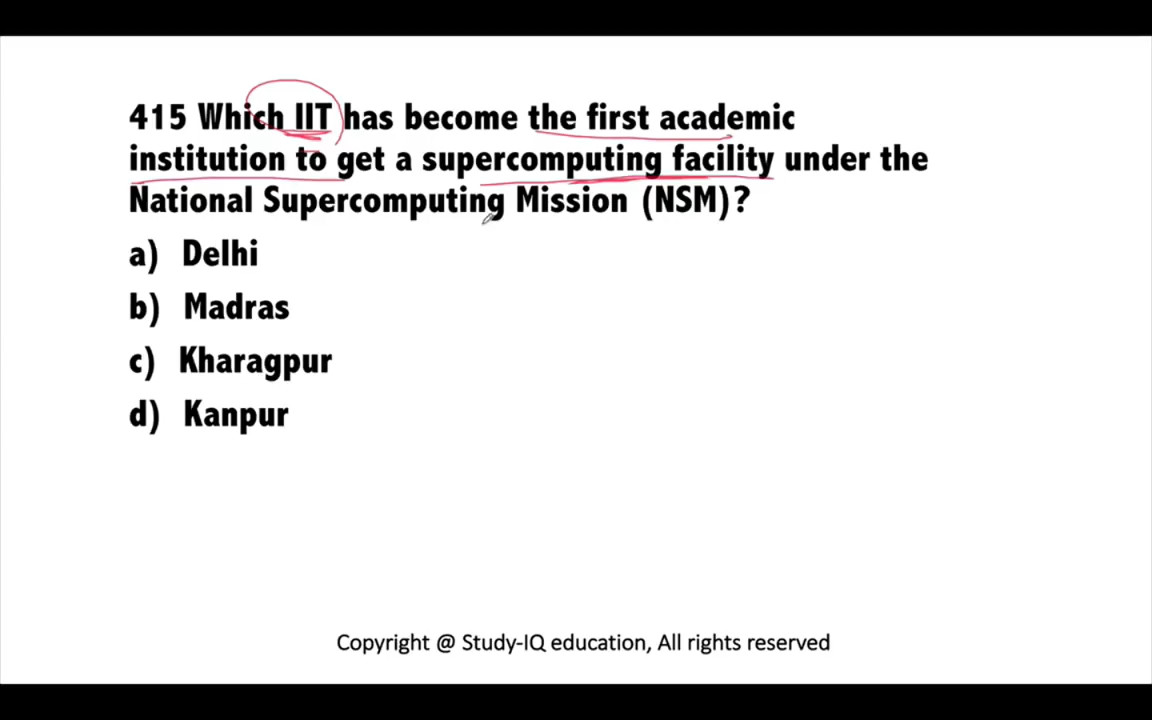 415 Which IIT has become the first academic
institution to get a supercomputing facility under the
National Supercomputing Mission (NSM)?
a) Delhi
b) Madras
c) Kharagpur
d) Kanpur
Copyright @ Study-IQ education, All rights reserved